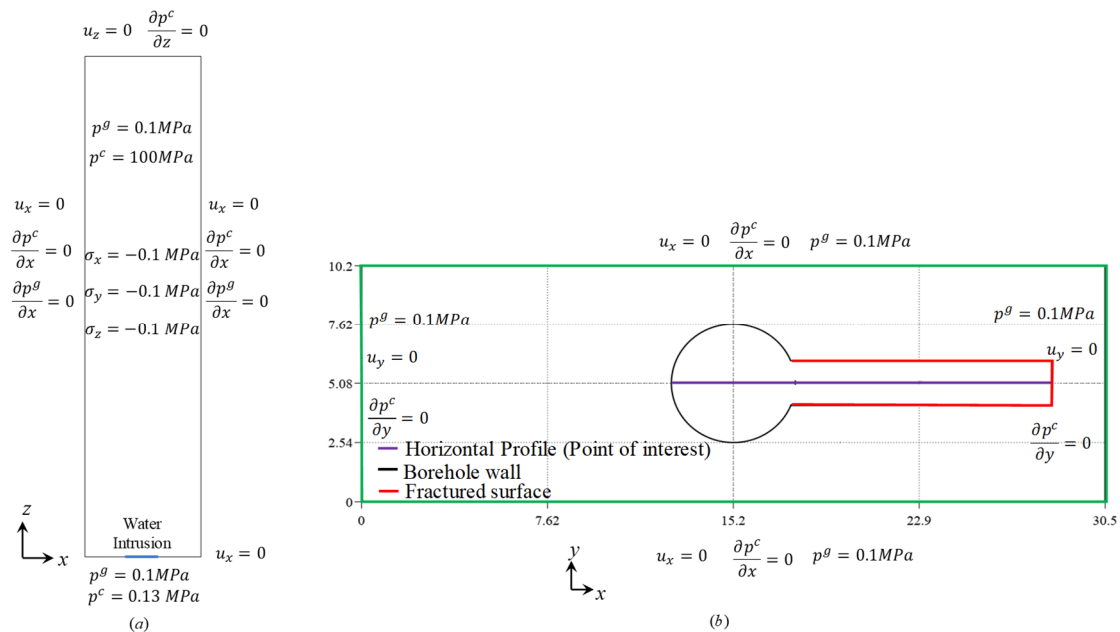 u_z = 0 ∂p^c/∂z = 0
p^g = 0.1MPa
p^c = 100MPa
u_x = 0 u_x = 0
∂p^c/∂x = 0 σ_x = −0.1 MPa ∂p^c/∂x = 0
∂p^g/∂x = 0 σ_y = −0.1 MPa ∂p^g/∂x = 0
σ_z = −0.1 MPa
z
x
Water
Intrusion
u_x = 0
p^g = 0.1MPa
p^c = 0.13 MPa
(a)
u_x = 0 ∂p^c/∂x = 0 p^g = 0.1MPa
10.2
7.62
5.08
2.54
0
p^g = 0.1MPa p^g = 0.1MPa
u_y = 0 u_y = 0
∂p^c/∂y = 0 ∂p^c/∂y = 0
Horizontal Profile (Point of interest)
Borehole wall
Fractured surface
0 7.62 15.2 22.9 30.5
u_x = 0 ∂p^c/∂x = 0 p^g = 0.1MPa
y
x
(b)